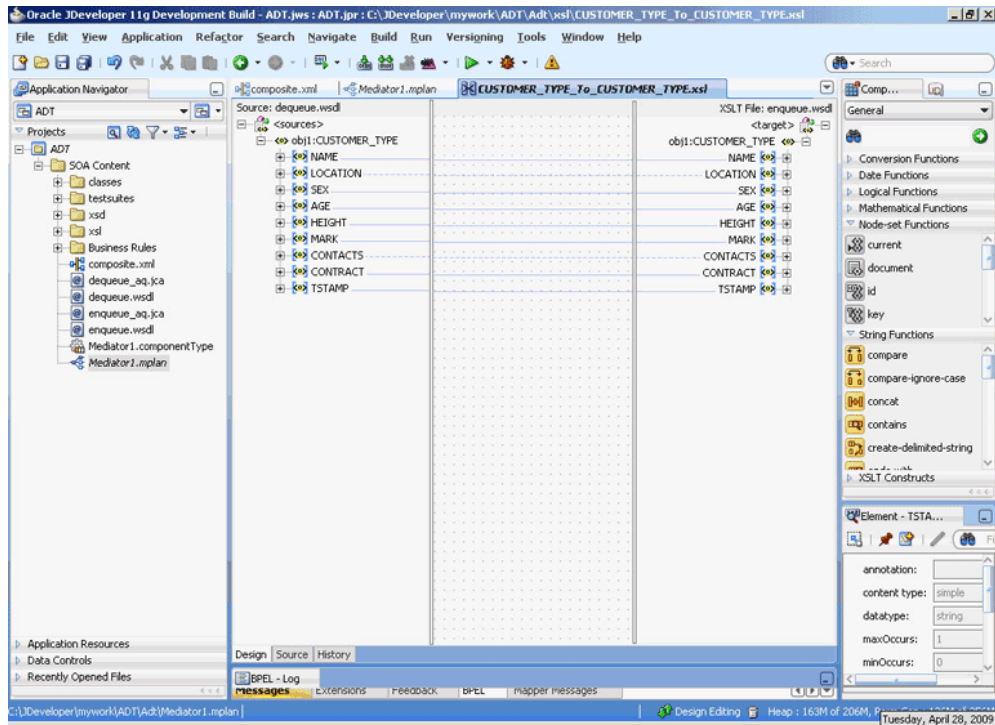 Oracle JDeveloper 11g Development Build - ADT.jws : ADT.jpr : C:\JDeveloper\mywork\ADT\Adt\xsl\CUSTOMER_TYPE_To_CUSTOMER_TYPE.xsl
File Edit View Application Refactor Search Navigate Build Run Versioning Tools Window Help
Search
Application Navigator
ADT
Projects
ADT
SOA Content
classes
testsuites
xsd
xsl
Business Rules
composite.xml
dequeue_aq.jca
dequeue.wsdl
enqueue_aq.jca
enqueue.wsdl
Mediator1.componentType
Mediator1.mplan
Application Resources
Data Controls
Recently Opened Files
composite.xml Mediator1.mplan CUSTOMER_TYPE_To_CUSTOMER_TYPE.xsl
Source: dequeue.wsdl XSLT File: enqueue.wsdl
<sources> <target>
obj1:CUSTOMER_TYPE obj1:CUSTOMER_TYPE
NAME NAME
LOCATION LOCATION
SEX SEX
AGE AGE
HEIGHT HEIGHT
MARK MARK
CONTACTS CONTACTS
CONTRACT CONTRACT
TSTAMP TSTAMP
Design Source History
BPEL - Log
Messages Extensions Feedback BPEL Mapper Messages
Comp...
General
Conversion Functions
Date Functions
Logical Functions
Mathematical Functions
Node-set Functions
current
document
id
key
String Functions
compare
compare-ignore-case
concat
contains
create-delimited-string
XSLT Constructs
Element - TSTA...
annotation:
content type: simple
datatype: string
maxOccurs: 1
minOccurs: 0
C:\JDeveloper\mywork\ADT\Adt\Mediator1.mplan
Design Editing Heap : 163M of 206M,
Tuesday, April 28, 2009